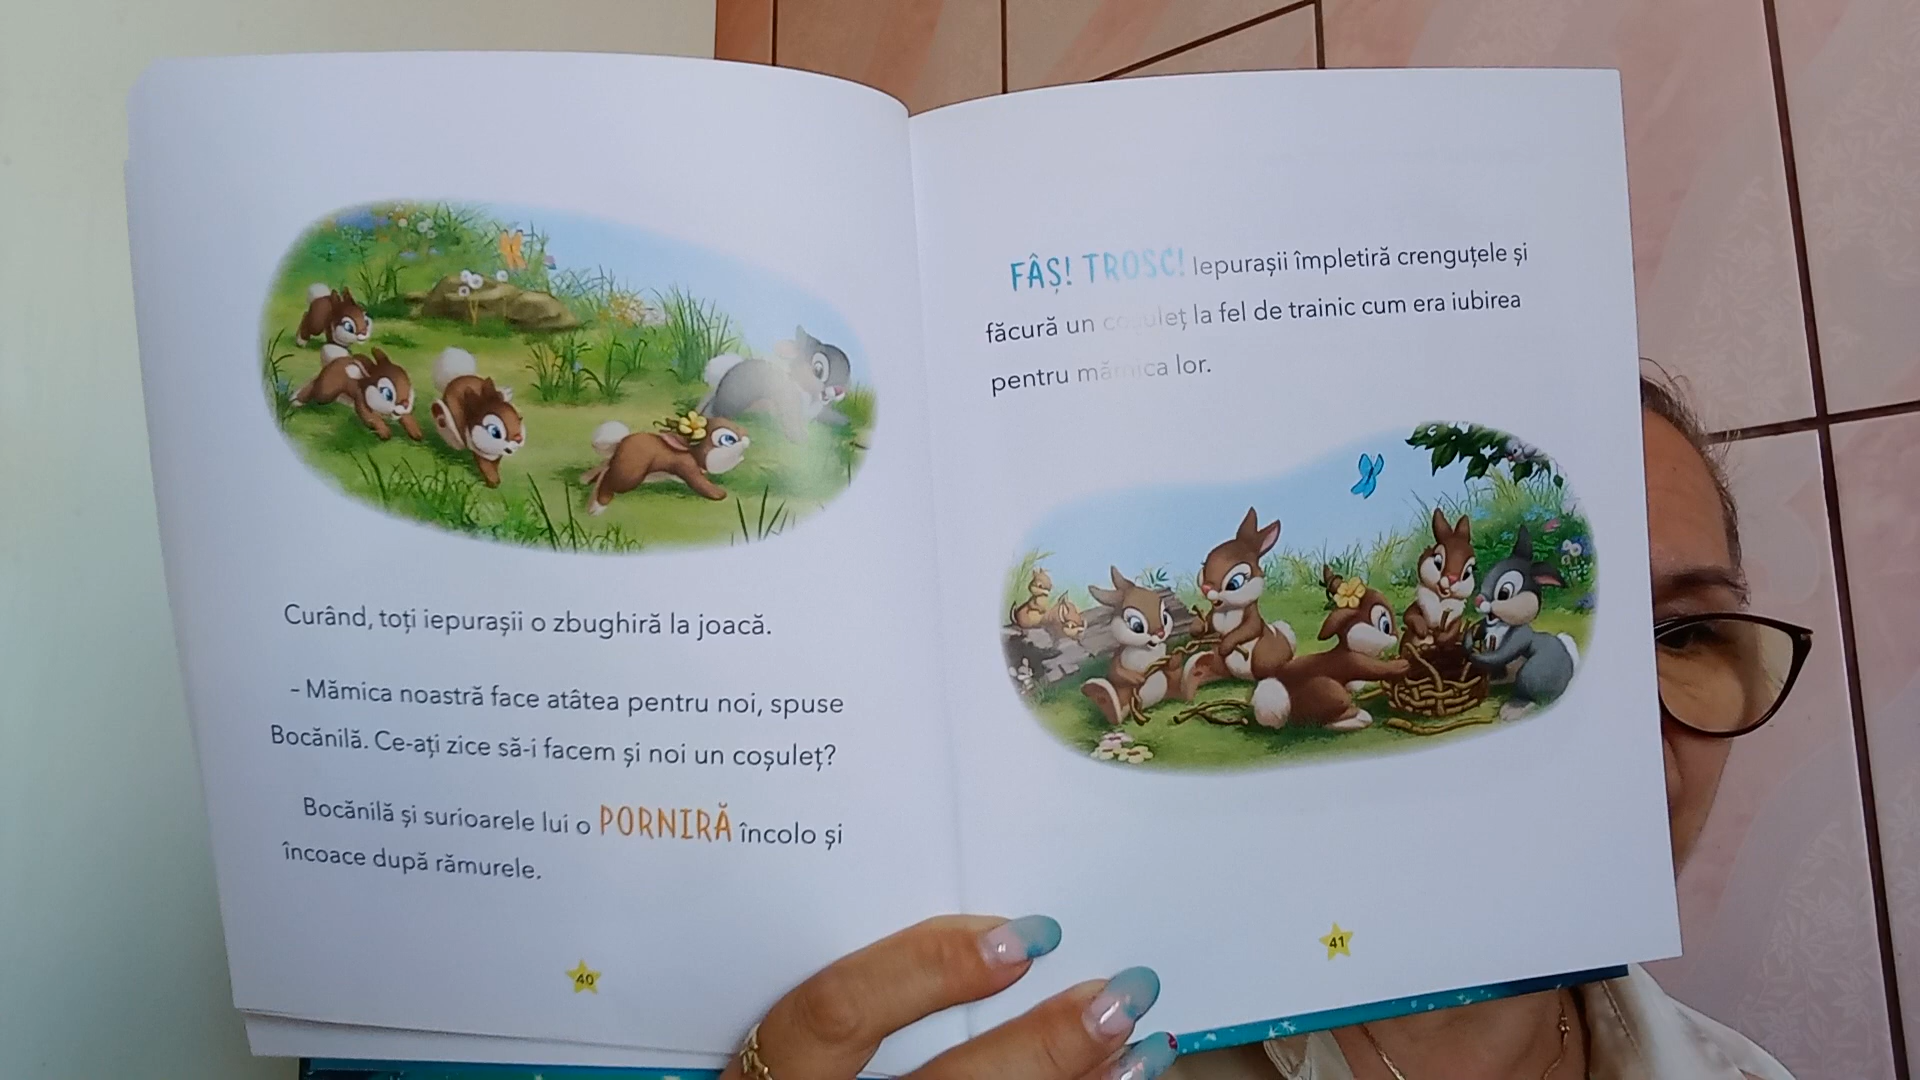 Curând, toți iepurașii o zbughiră la joacă.
– Mămica noastră face atâtea pentru noi, spuse
Bocănilă. Ce-ați zice să-i facem și noi un coșuleț?
Bocănilă și surioarele lui o PORNIRĂ încolo și
încoace după rămurele.
40
FÂȘ! TROSC! Iepurașii împletiră crenguțele și
făcură un coșuleț la fel de trainic cum era iubirea
pentru mămica lor.
41